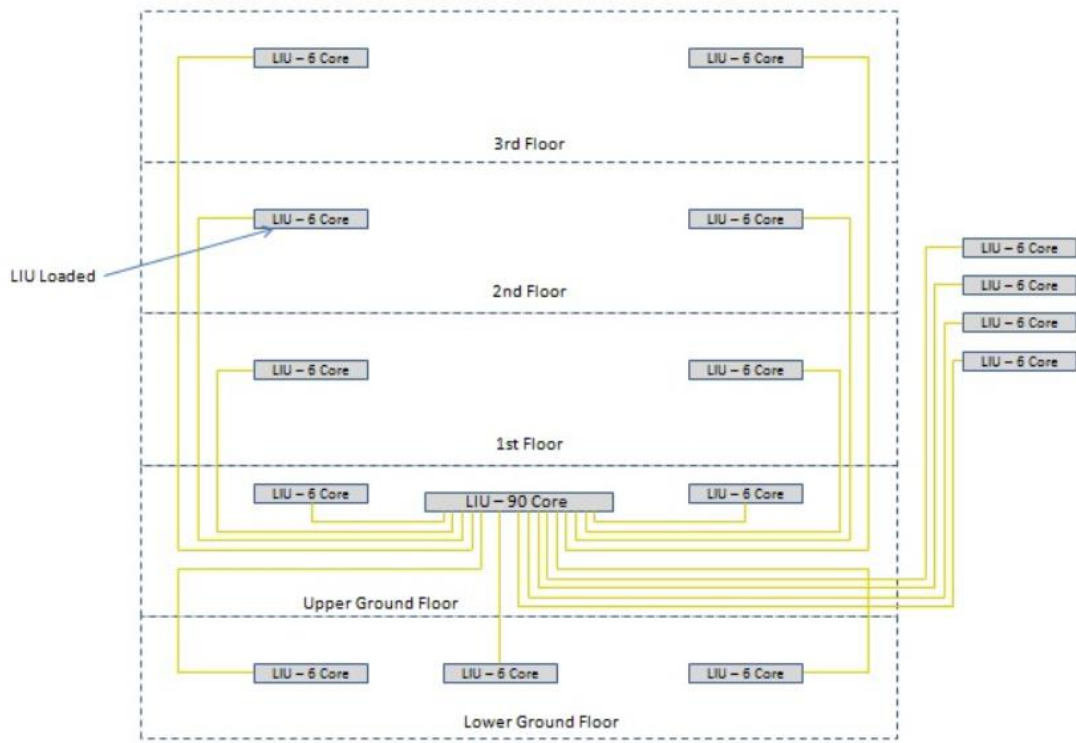 LIU – 6 Core
LIU – 6 Core
3rd Floor
LIU – 6 Core
LIU – 6 Core
LIU Loaded
2nd Floor
LIU – 6 Core
LIU – 6 Core
LIU – 6 Core
LIU – 6 Core
LIU – 6 Core
LIU – 6 Core
1st Floor
LIU – 6 Core
LIU – 90 Core
LIU – 6 Core
Upper Ground Floor
LIU – 6 Core
LIU – 6 Core
LIU – 6 Core
Lower Ground Floor